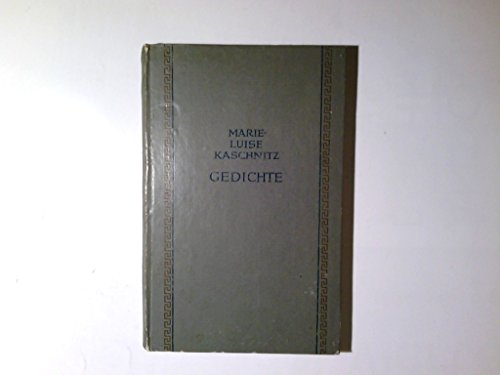 MARIE-
LUISE
KASCHNITZ
GEDICHTE